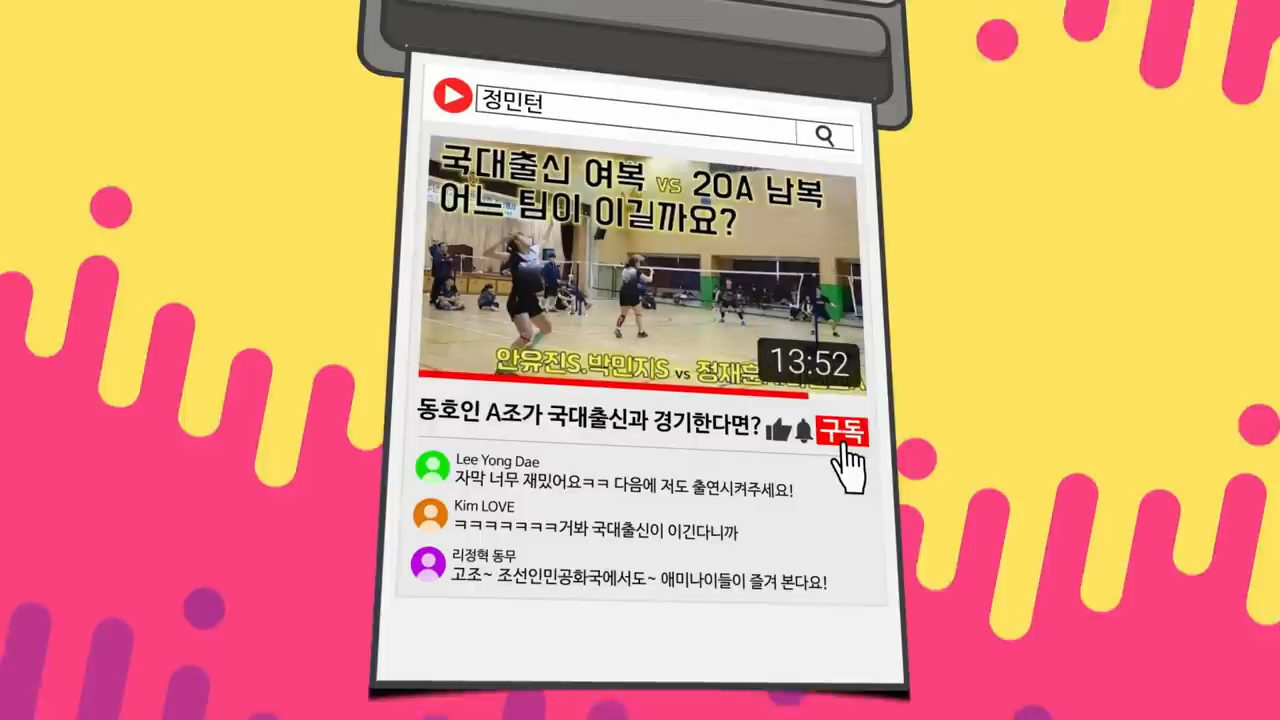 정민턴
국대출신 여복 vs 20A 남복
어느 팀이 이길까요?
안유진S.박민지S vs 정재훈
13:52
동호인 A조가 국대출신과 경기한다면?
구독
Lee Yong Dae
자막 너무 재밌어요ㅋㅋ 다음에 저도 출연시켜주세요!
Kim LOVE
ㅋㅋㅋㅋㅋㅋㅋ거봐 국대출신이 이긴다니까
리정혁 동무
고조~ 조선인민공화국에서도~ 애미나이들이 즐겨 본다요!